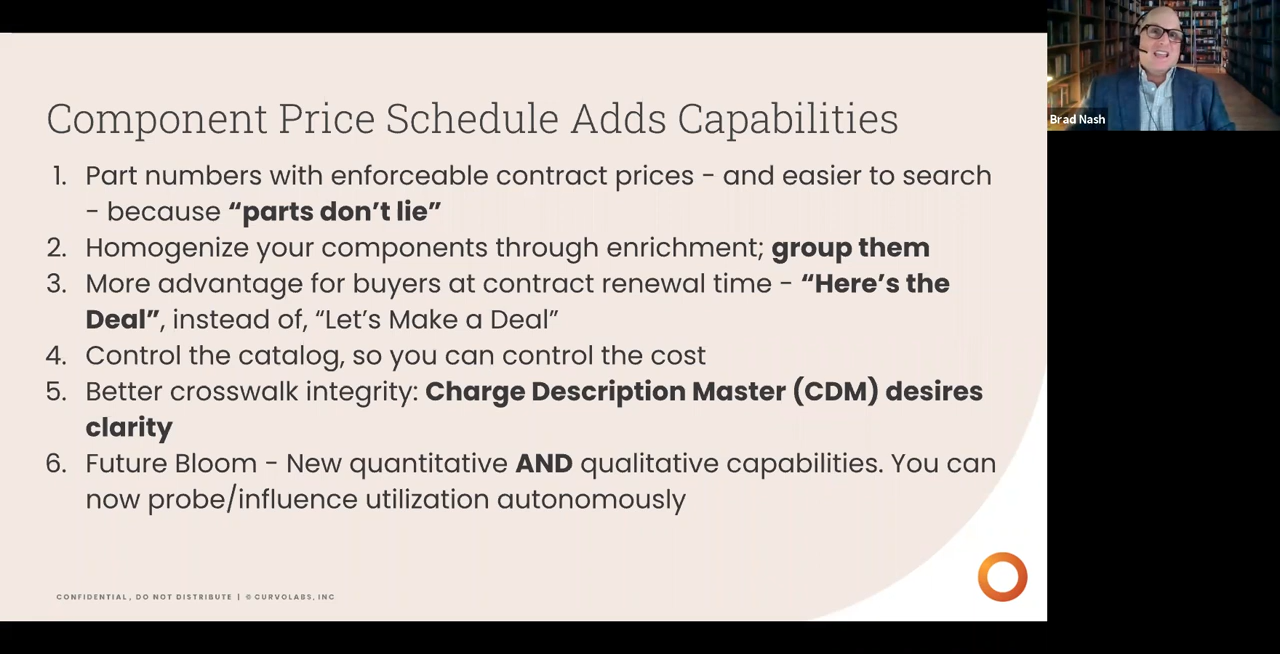 Component Price Schedule Adds Capabilities
1. Part numbers with enforceable contract prices - and easier to search
- because “parts don’t lie”
2. Homogenize your components through enrichment; group them
3. More advantage for buyers at contract renewal time - “Here’s the
Deal”, instead of, “Let’s Make a Deal”
4. Control the catalog, so you can control the cost
5. Better crosswalk integrity: Charge Description Master (CDM) desires
clarity
6. Future Bloom - New quantitative AND qualitative capabilities. You can
now probe/influence utilization autonomously
CONFIDENTIAL, DO NOT DISTRIBUTE | © CURVOLABS, INC
Brad Nash